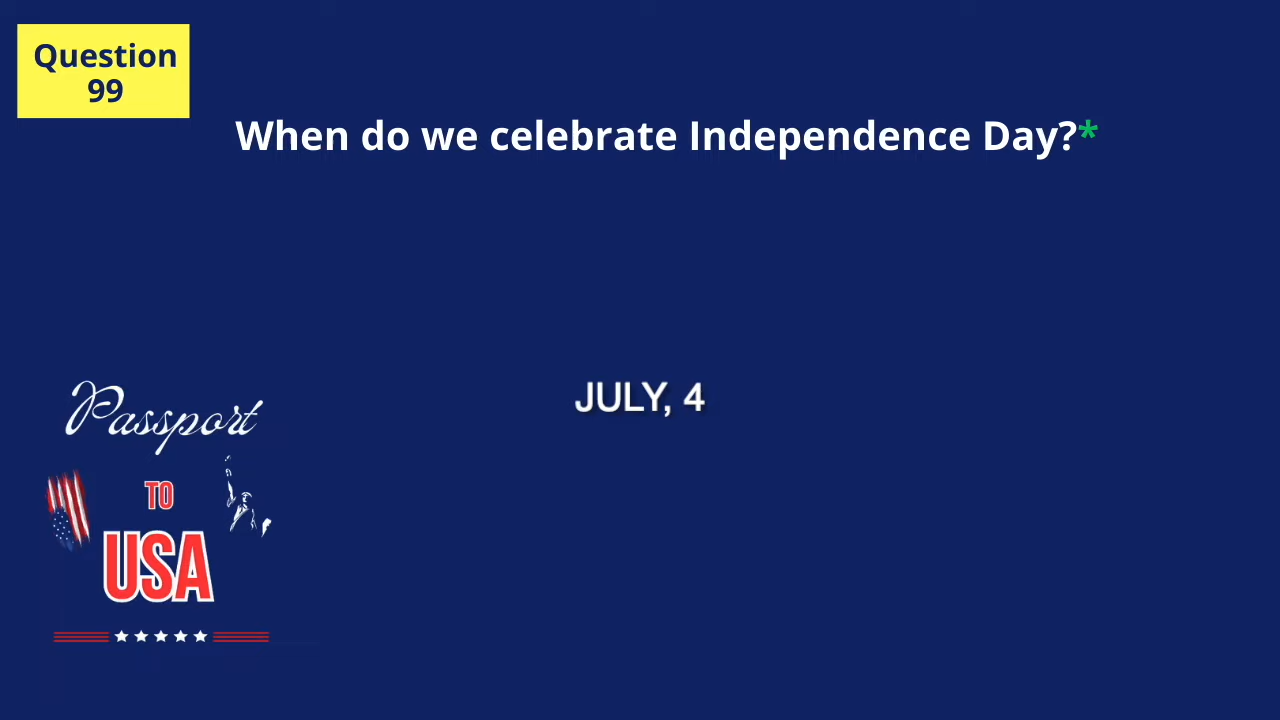 Question
99
When do we celebrate Independence Day?*
JULY, 4
Passport
TO
USA